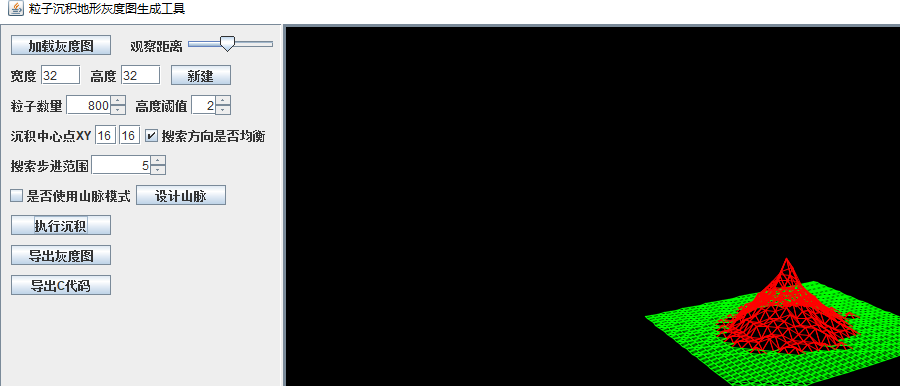 粒子沉积地形灰度图生成工具
加载灰度图 观察距离
宽度 32 高度 32 新建
粒子数量 800 高度阈值 2
沉积中心点XY 16 16 搜索方向是否均衡
搜索步进范围 5
是否使用山脉模式 设计山脉
执行沉积
导出灰度图
导出C代码